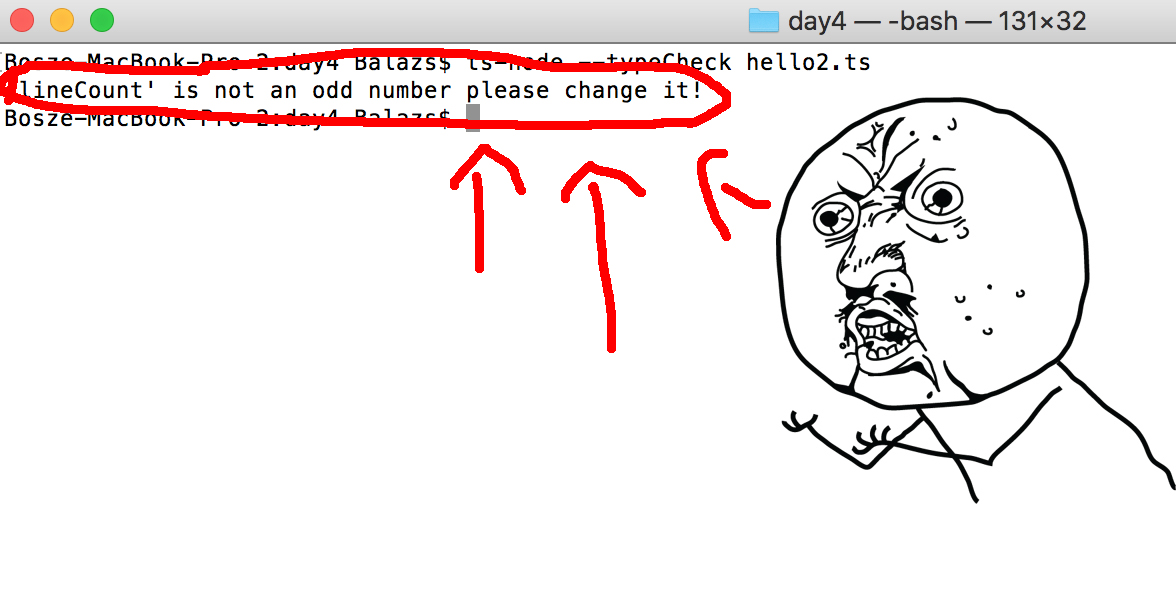 day4 — -bash — 131×32
Bosze-MacBook-Pro-2:day4 Balazs$ ts-node --typeCheck hello2.ts
'lineCount' is not an odd number please change it!
Bosze-MacBook-Pro-2:day4 Balazs$